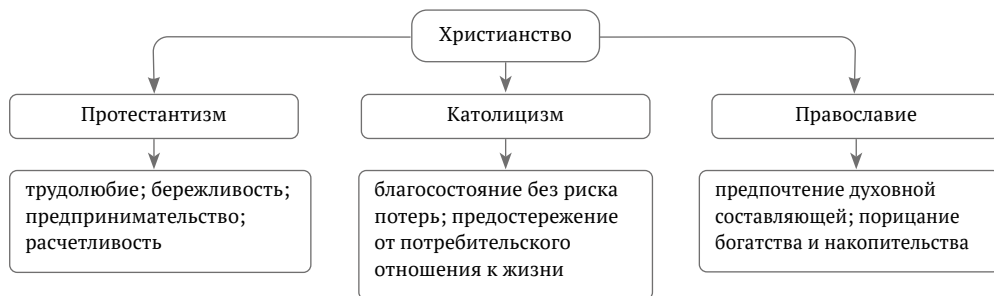 Христианство
Протестантизм
Католицизм
Православие
трудолюбие; бережливость;
предпринимательство;
расчетливость
благосостояние без риска
потерь; предостережение
от потребительского
отношения к жизни
предпочтение духовной
составляющей; порицание
богатства и накопительства